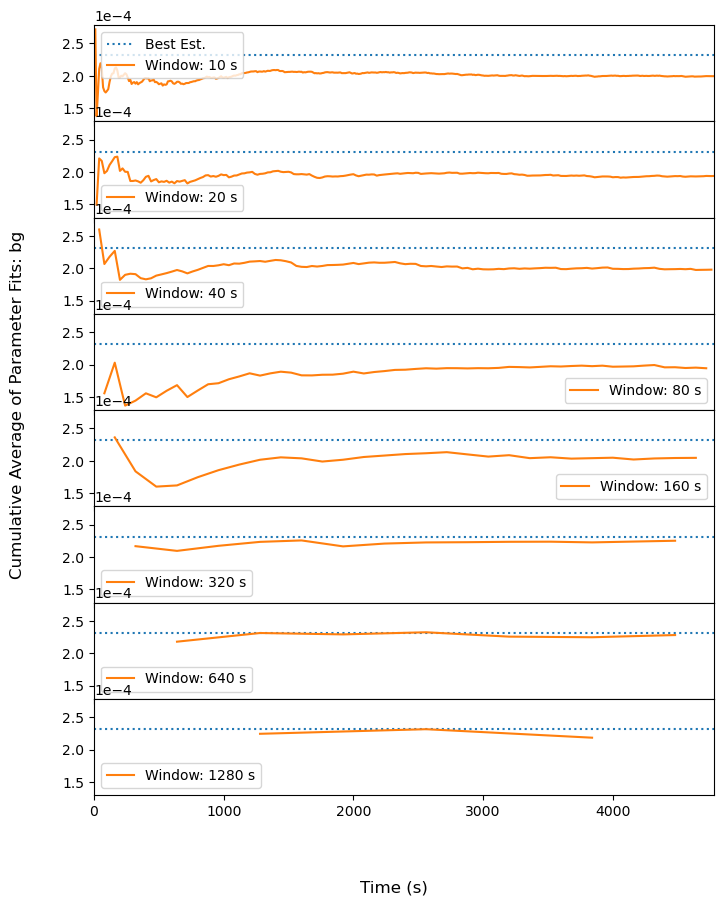 1e−4
2.5
2.0
1.5
Best Est.
Window: 10 s
1e−4
2.5
2.0
1.5
Window: 20 s
1e−4
2.5
2.0
1.5
Window: 40 s
1e−4
2.5
2.0
1.5
Window: 80 s
1e−4
2.5
2.0
1.5
Window: 160 s
1e−4
2.5
2.0
1.5
Window: 320 s
1e−4
2.5
2.0
1.5
Window: 640 s
1e−4
2.5
2.0
1.5
Window: 1280 s
0 1000 2000 3000 4000
Time (s)
Cumulative Average of Parameter Fits: bg